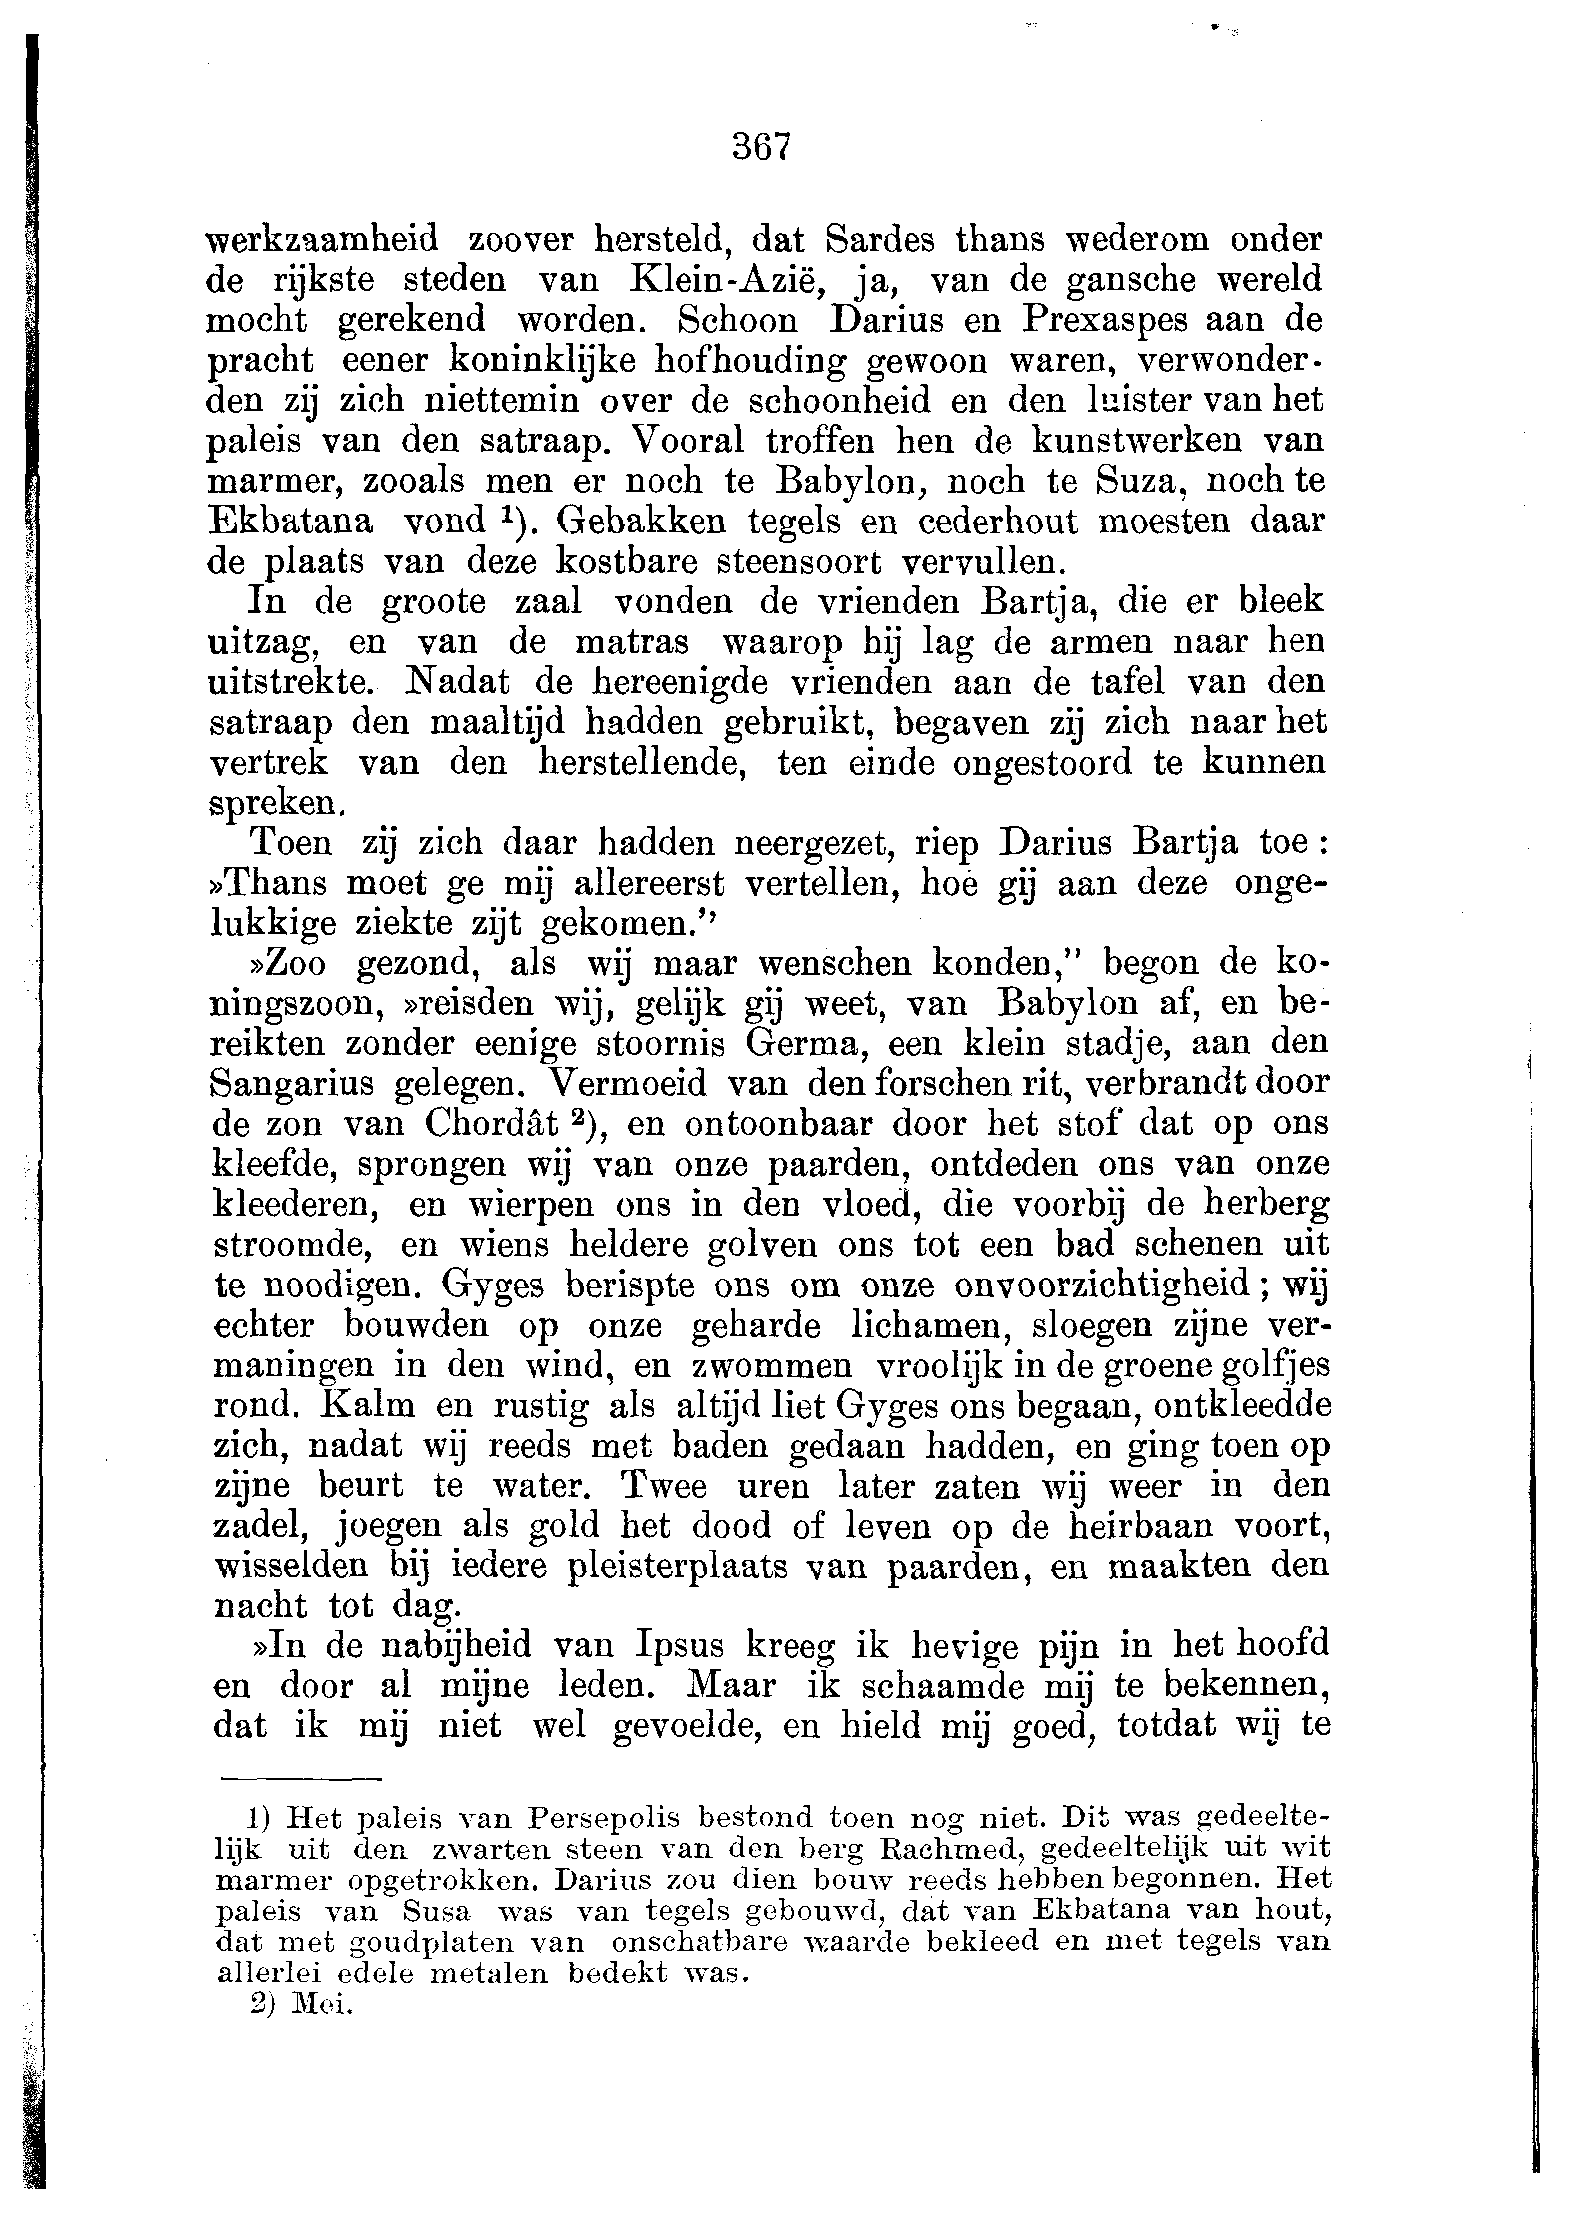 367
werkzaamheid zoover hersteld, dat Sardes thans wederom onder
de rijkste steden van Klein-Azië, ja, van de gansche wereld
mocht gerekend worden. Schoon Darius en Prexaspes aan de
pracht eener koninklijke hofhouding gewoon waren, verwonder-
den zij zich niettemin over de schoonheid en den luister van het
paleis van den satraap. Vooral troffen hen de kunstwerken van
marmer, zooals men er noch te Babylon, noch te Suza, noch te
Ekbatana vond ¹). Gebakken tegels en cederhout moesten daar
de plaats van deze kostbare steensoort vervullen.
In de groote zaal vonden de vrienden Bartja, die er bleek
uitzag, en van de matras waarop hij lag de armen naar hen
uitstrekte. Nadat de hereenigde vrienden aan de tafel van den
satraap den maaltijd hadden gebruikt, begaven zij zich naar het
vertrek van den herstellende, ten einde ongestoord te kunnen
spreken.
Toen zij zich daar hadden neergezet, riep Darius Bartja toe :
»Thans moet ge mij allereerst vertellen, hoe gij aan deze onge-
lukkige ziekte zijt gekomen.”
»Zoo gezond, als wij maar wenschen konden,” begon de ko-
ningszoon, »reisden wij, gelijk gij weet, van Babylon af, en be-
reikten zonder eenige stoornis Germa, een klein stadje, aan den
Sangarius gelegen. Vermoeid van den forschen rit, verbrandt door
de zon van Chordât ²), en ontoonbaar door het stof dat op ons
kleefde, sprongen wij van onze paarden, ontdeden ons van onze
kleederen, en wierpen ons in den vloed, die voorbij de herberg
stroomde, en wiens heldere golven ons tot een bad schenen uit
te noodigen. Gyges berispte ons om onze onvoorzichtigheid ; wij
echter bouwden op onze geharde lichamen, sloegen zijne ver-
maningen in den wind, en zwommen vroolijk in de groene golfjes
rond. Kalm en rustig als altijd liet Gyges ons begaan, ontkleedde
zich, nadat wij reeds met baden gedaan hadden, en ging toen op
zijne beurt te water. Twee uren later zaten wij weer in den
zadel, joegen als gold het dood of leven op de heirbaan voort,
wisselden bij iedere pleisterplaats van paarden, en maakten den
nacht tot dag.
»In de nabijheid van Ipsus kreeg ik hevige pijn in het hoofd
en door al mijne leden. Maar ik schaamde mij te bekennen,
dat ik mij niet wel gevoelde, en hield mij goed, totdat wij te
1) Het paleis van Persepolis bestond toen nog niet. Dit was gedeelte-
lijk uit den zwarten steen van den berg Rachmed, gedeeltelijk uit wit
marmer opgetrokken. Darius zou dien bouw reeds hebben begonnen. Het
paleis van Susa was van tegels gebouwd, dat van Ekbatana van hout,
dat met goudplaten van onschatbare waarde bekleed en met tegels van
allerlei edele metalen bedekt was.
2) Mei.